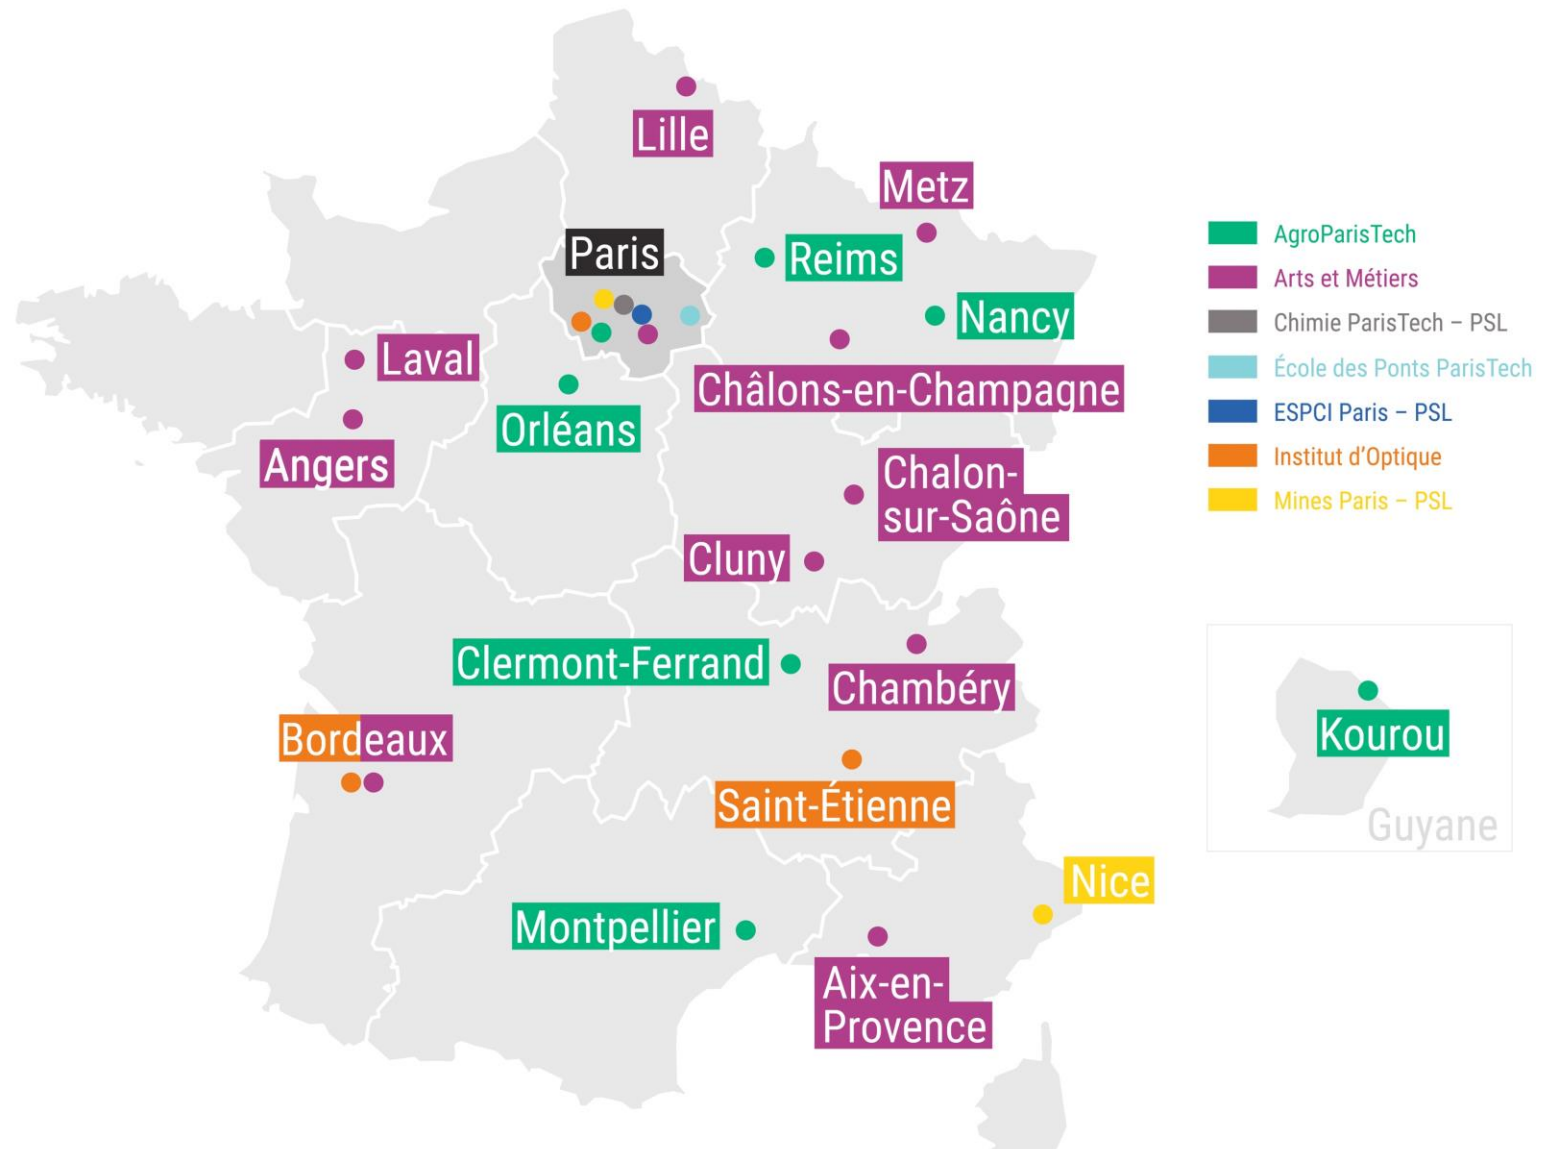 Lille
Metz
Paris
Reims
Nancy
Laval
Châlons-en-Champagne
Orléans
Angers
Chalon-
sur-Saône
Cluny
Clermont-Ferrand
Chambéry
Bordeaux
Saint-Étienne
Nice
Montpellier
Aix-en-
Provence
AgroParisTech
Arts et Métiers
Chimie ParisTech – PSL
École des Ponts ParisTech
ESPCI Paris – PSL
Institut d’Optique
Mines Paris – PSL
Kourou
Guyane